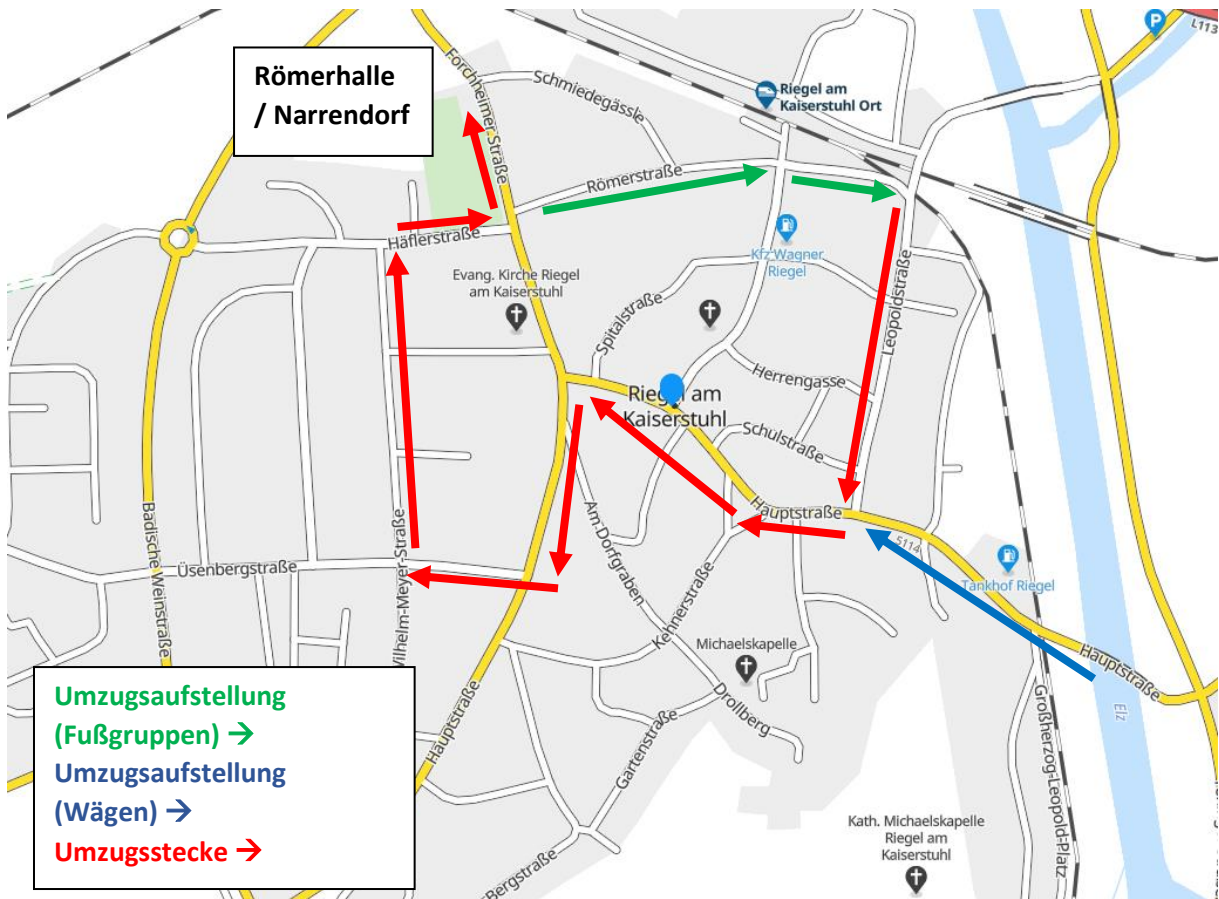 Römerhalle
/ Narrendorf
Forchheimer Straße
Schmiedegässle
Riegel am
Kaiserstuhl Ort
P
L113
Römerstraße
Häflerstraße
Kfz Wagner
Riegel
Evang. Kirche Riegel
am Kaiserstuhl
Spitalstraße
Leopoldstraße
Herrengasse
Riegel am
Kaiserstuhl
Schulstraße
Hauptstraße
5114
Badische Weinstraße
Üsenbergstraße
Wilhelm-Meyer-Straße
Am Dorfgraben
Kehnerstraße
Tankhof Riegel
Michaelskapelle
Hauptstraße
Elz
Drollberg
Hauptstraße
Gartenstraße
Großherzog-Leopold-Platz
Kath. Michaelskapelle
Riegel am
Kaiserstuhl
Bergstraße
Umzugsaufstellung
(Fußgruppen) →
Umzugsaufstellung
(Wägen) →
Umzugsstecke →